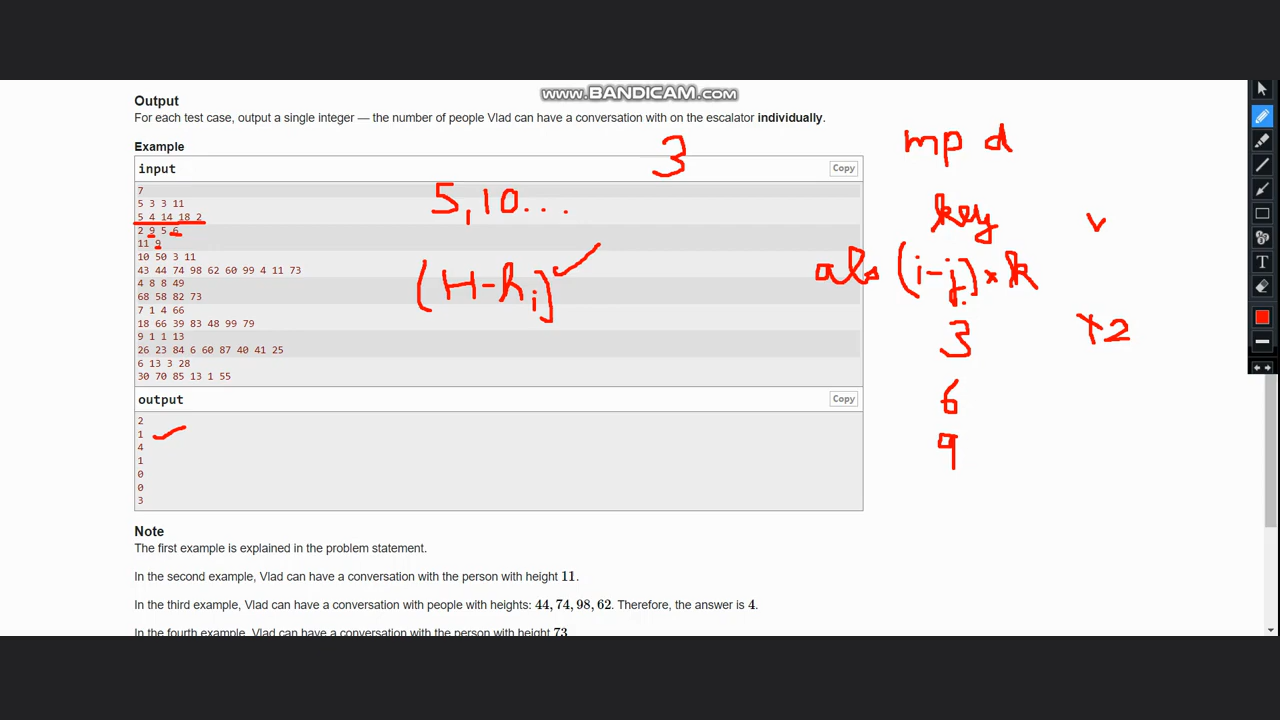 www.BANDICAM.com
Output
For each test case, output a single integer — the number of people Vlad can have a conversation with on the escalator individually.
Example
input
Copy
7
5 3 3 11
5 4 14 18 2
2 9 5 6
11 9
10 50 3 11
43 44 74 98 62 60 99 4 11 73
4 8 8 49
68 58 82 73
7 1 4 66
18 66 39 83 48 99 79
9 1 1 13
26 23 84 6 60 87 40 41 25
6 13 3 28
30 70 85 13 1 55
output
Copy
2
1
4
1
0
0
3
Note
The first example is explained in the problem statement.
In the second example, Vlad can have a conversation with the person with height 11.
In the third example, Vlad can have a conversation with people with heights: 44, 74, 98, 62. Therefore, the answer is 4.
In the fourth example, Vlad can have a conversation with the person with height 73
3
5,10...
(H-hi)
mp d
key v
abs (i-j) × k
3 2
6
9
T